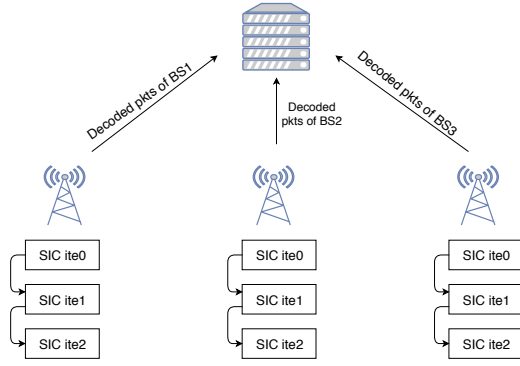 Decoded pkts of BS1
Decoded
pkts of BS2
Decoded pkts of BS3
SIC ite0
SIC ite0
SIC ite0
SIC ite1
SIC ite1
SIC ite1
SIC ite2
SIC ite2
SIC ite2